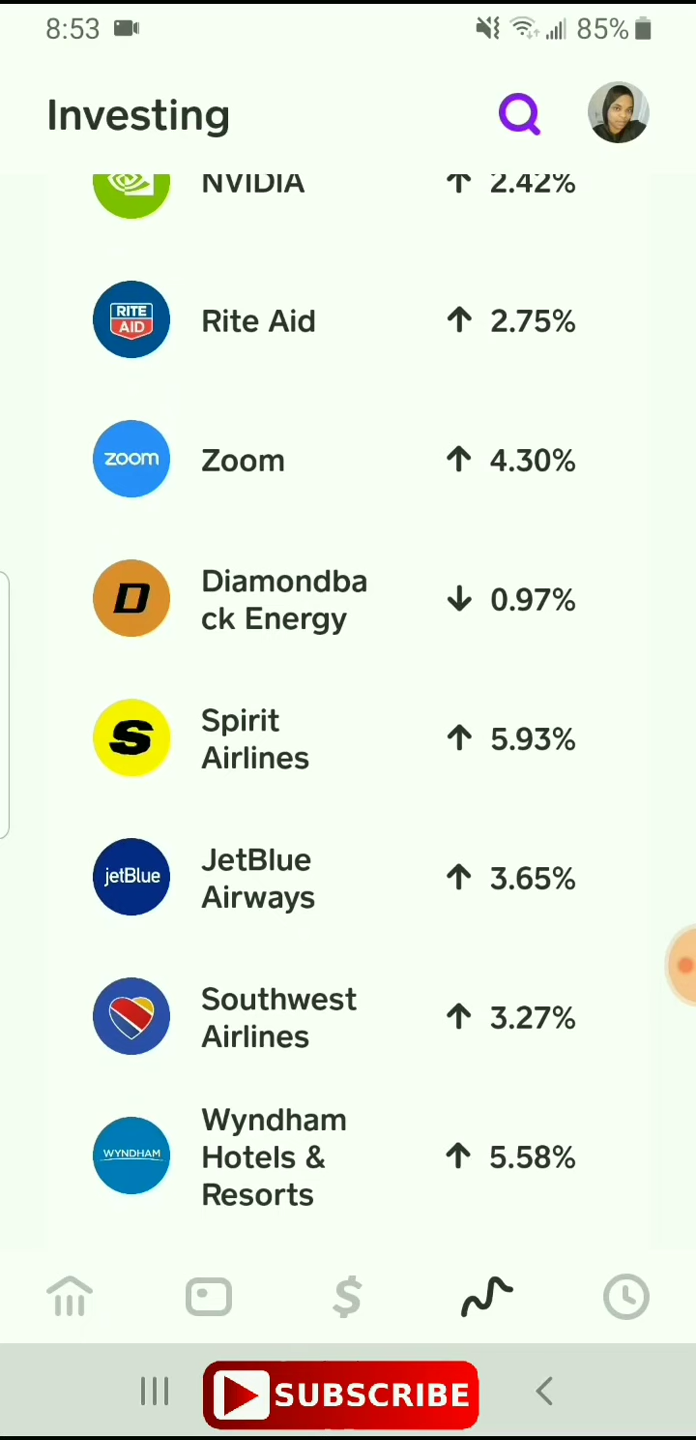 8:53 85%
Investing
NVIDIA ↑ 2.42%
RITE AID Rite Aid ↑ 2.75%
zoom Zoom ↑ 4.30%
Diamondba
D ↓ 0.97%
ck Energy
Spirit
S ↑ 5.93%
Airlines
JetBlue
jetBlue ↑ 3.65%
Airways
Southwest
↑ 3.27%
Airlines
Wyndham
WYNDHAM Hotels & ↑ 5.58%
Resorts
$
SUBSCRIBE